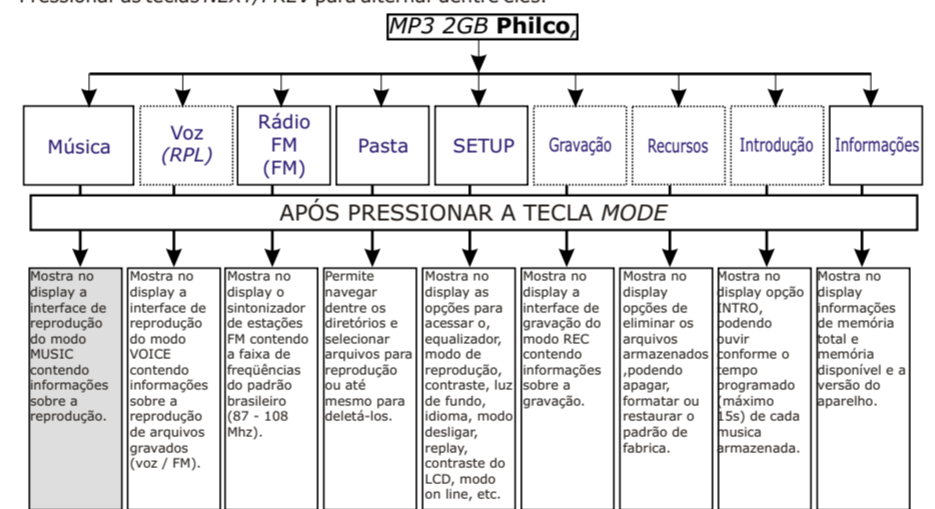 Pressionar as teclas NEXT/PREV para alternar dentre eles:
MP3 2GB Philco,
Música
Voz
(RPL)
Rádio
FM
(FM)
Pasta
SETUP
Gravação
Recursos
Introdução
Informações
APÓS PRESSIONAR A TECLA MODE
Mostra no
display a
interface de
reprodução
do modo
MUSIC
contendo
informações
sobre a
reprodução.
Mostra no
display a
interface de
reprodução
do modo
VOICE
contendo
informações
sobre a
reprodução
de arquivos
gravados
(voz / FM).
Mostra no
display o
sintonizador
de estações
FM contendo
a faixa de
freqüências
do padrão
brasileiro
(87 - 108
Mhz).
Permite
navegar
dentre os
diretórios e
selecionar
arquivos para
reprodução
ou até
mesmo para
deletá-los.
Mostra no
display as
opções para
acessar o,
equalizador,
modo de
reprodução,
contraste, luz
de fundo,
idioma, modo
desligar,
replay,
contraste do
LCD, modo
on line, etc.
Mostra no
display a
interface de
gravação do
modo REC
contendo
informações
sobre a
gravação.
Mostra no
display
opções de
eliminar os
arquivos
armazenados
,podendo
apagar,
formatar ou
restaurar o
padrão de
fabrica.
Mostra no
display opção
INTRO,
podendo
ouvir
conforme o
tempo
programado
(máximo
15s) de cada
musica
armazenada.
Mostra no
display
informações
de memória
total e
memória
disponível e a
versão do
aparelho.